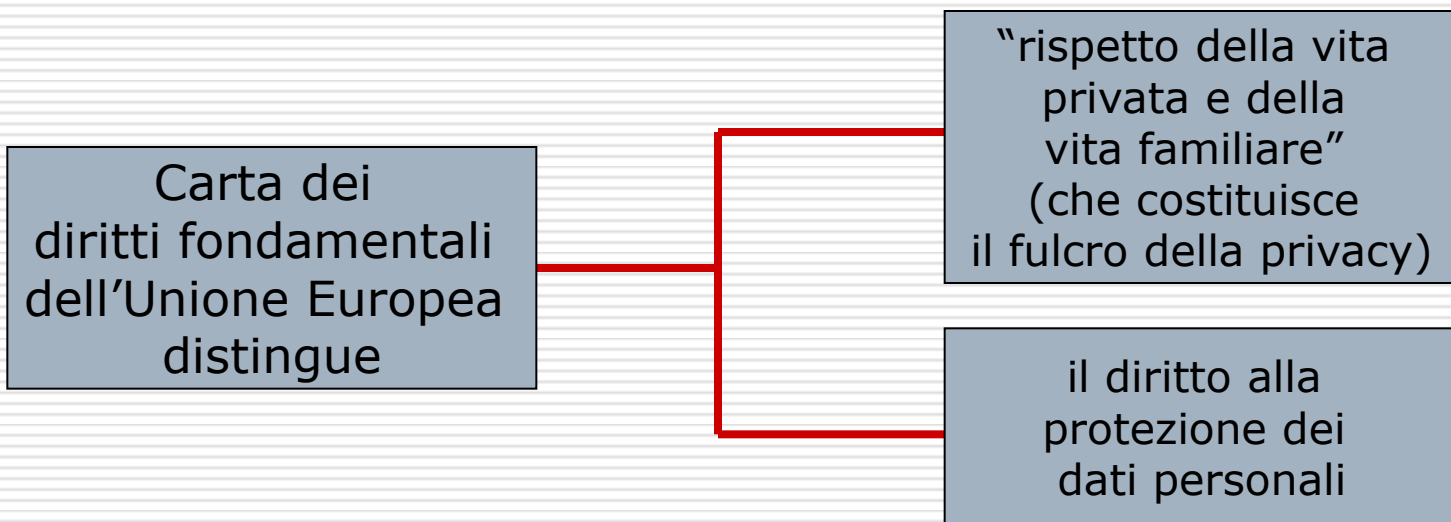 Carta dei
diritti fondamentali
dell’Unione Europea
distingue
“rispetto della vita
privata e della
vita familiare”
(che costituisce
il fulcro della privacy)
il diritto alla
protezione dei
dati personali